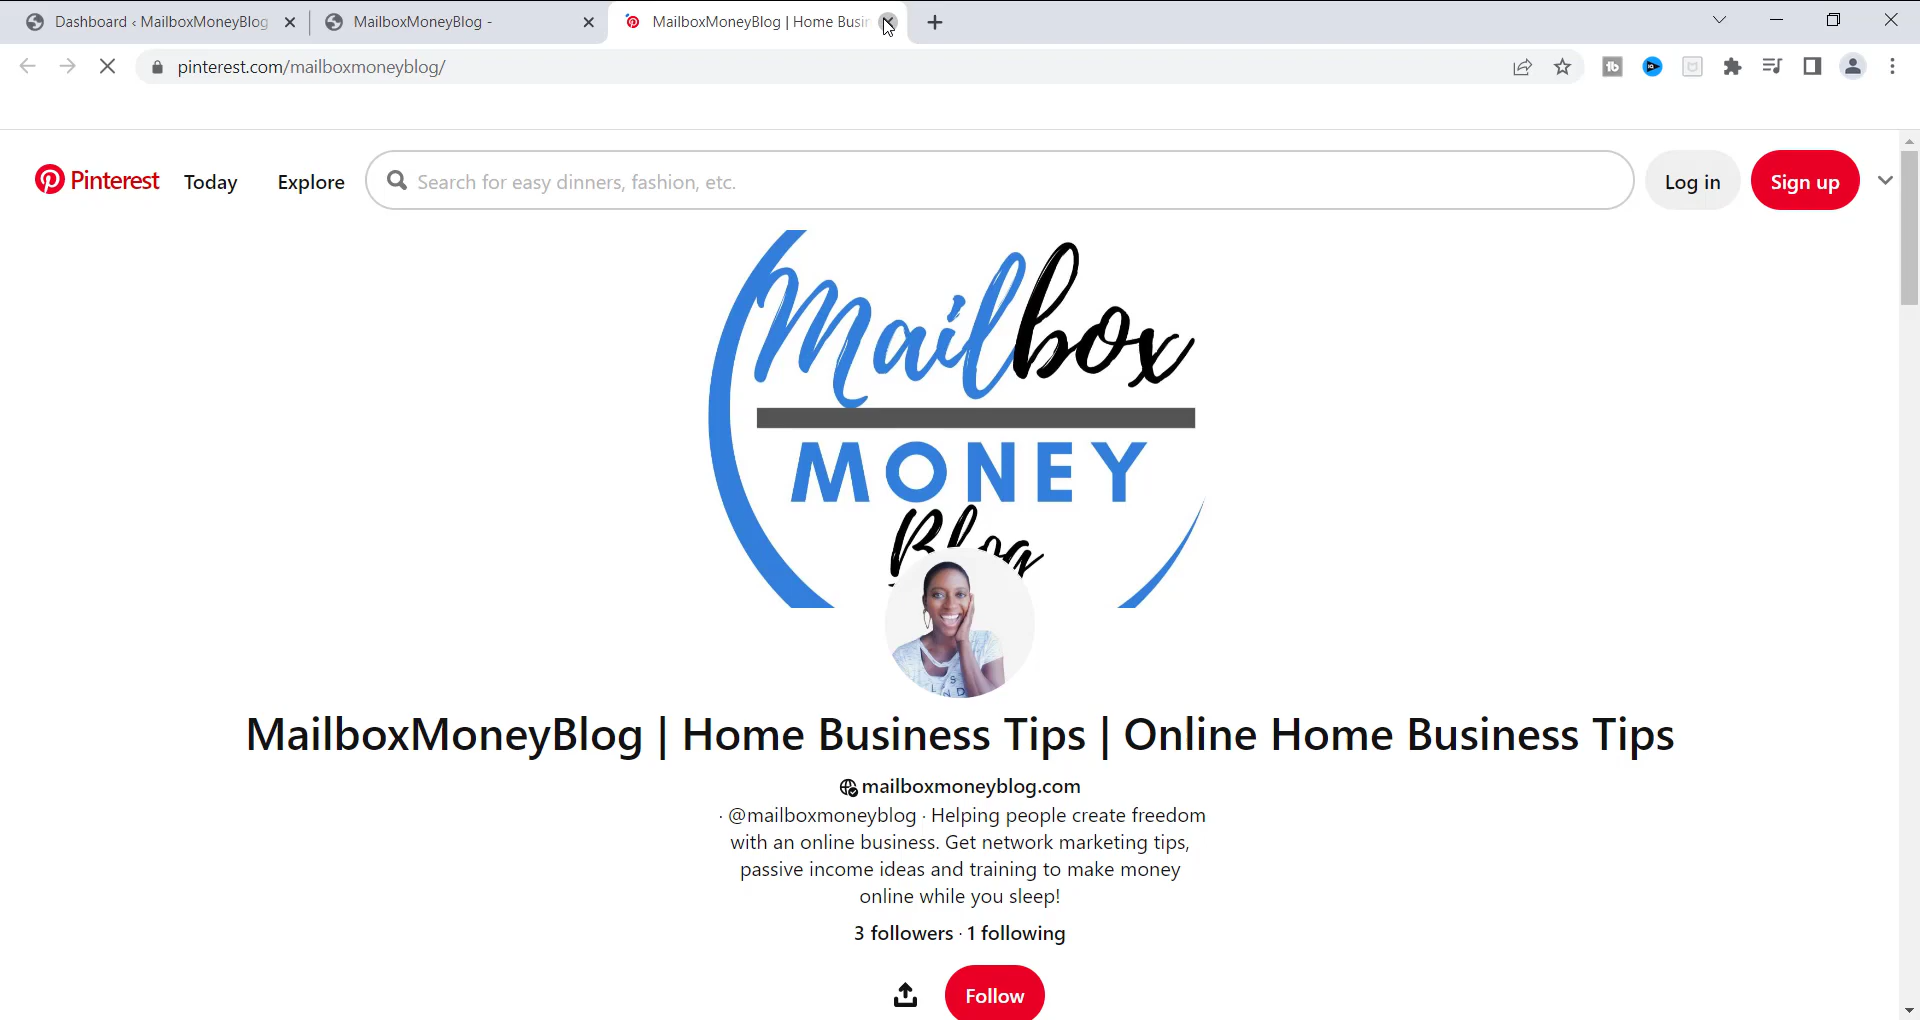 Dashboard ‹ MailboxMoneyBlog
MailboxMoneyBlog -
MailboxMoneyBlog | Home Busin
pinterest.com/mailboxmoneyblog/
Pinterest
Today
Explore
Search for easy dinners, fashion, etc.
Log in
Sign up
Mailbox
MONEY
Blog
MailboxMoneyBlog | Home Business Tips | Online Home Business Tips
mailboxmoneyblog.com
· @mailboxmoneyblog · Helping people create freedom
with an online business. Get network marketing tips,
passive income ideas and training to make money
online while you sleep!
3 followers · 1 following
Follow